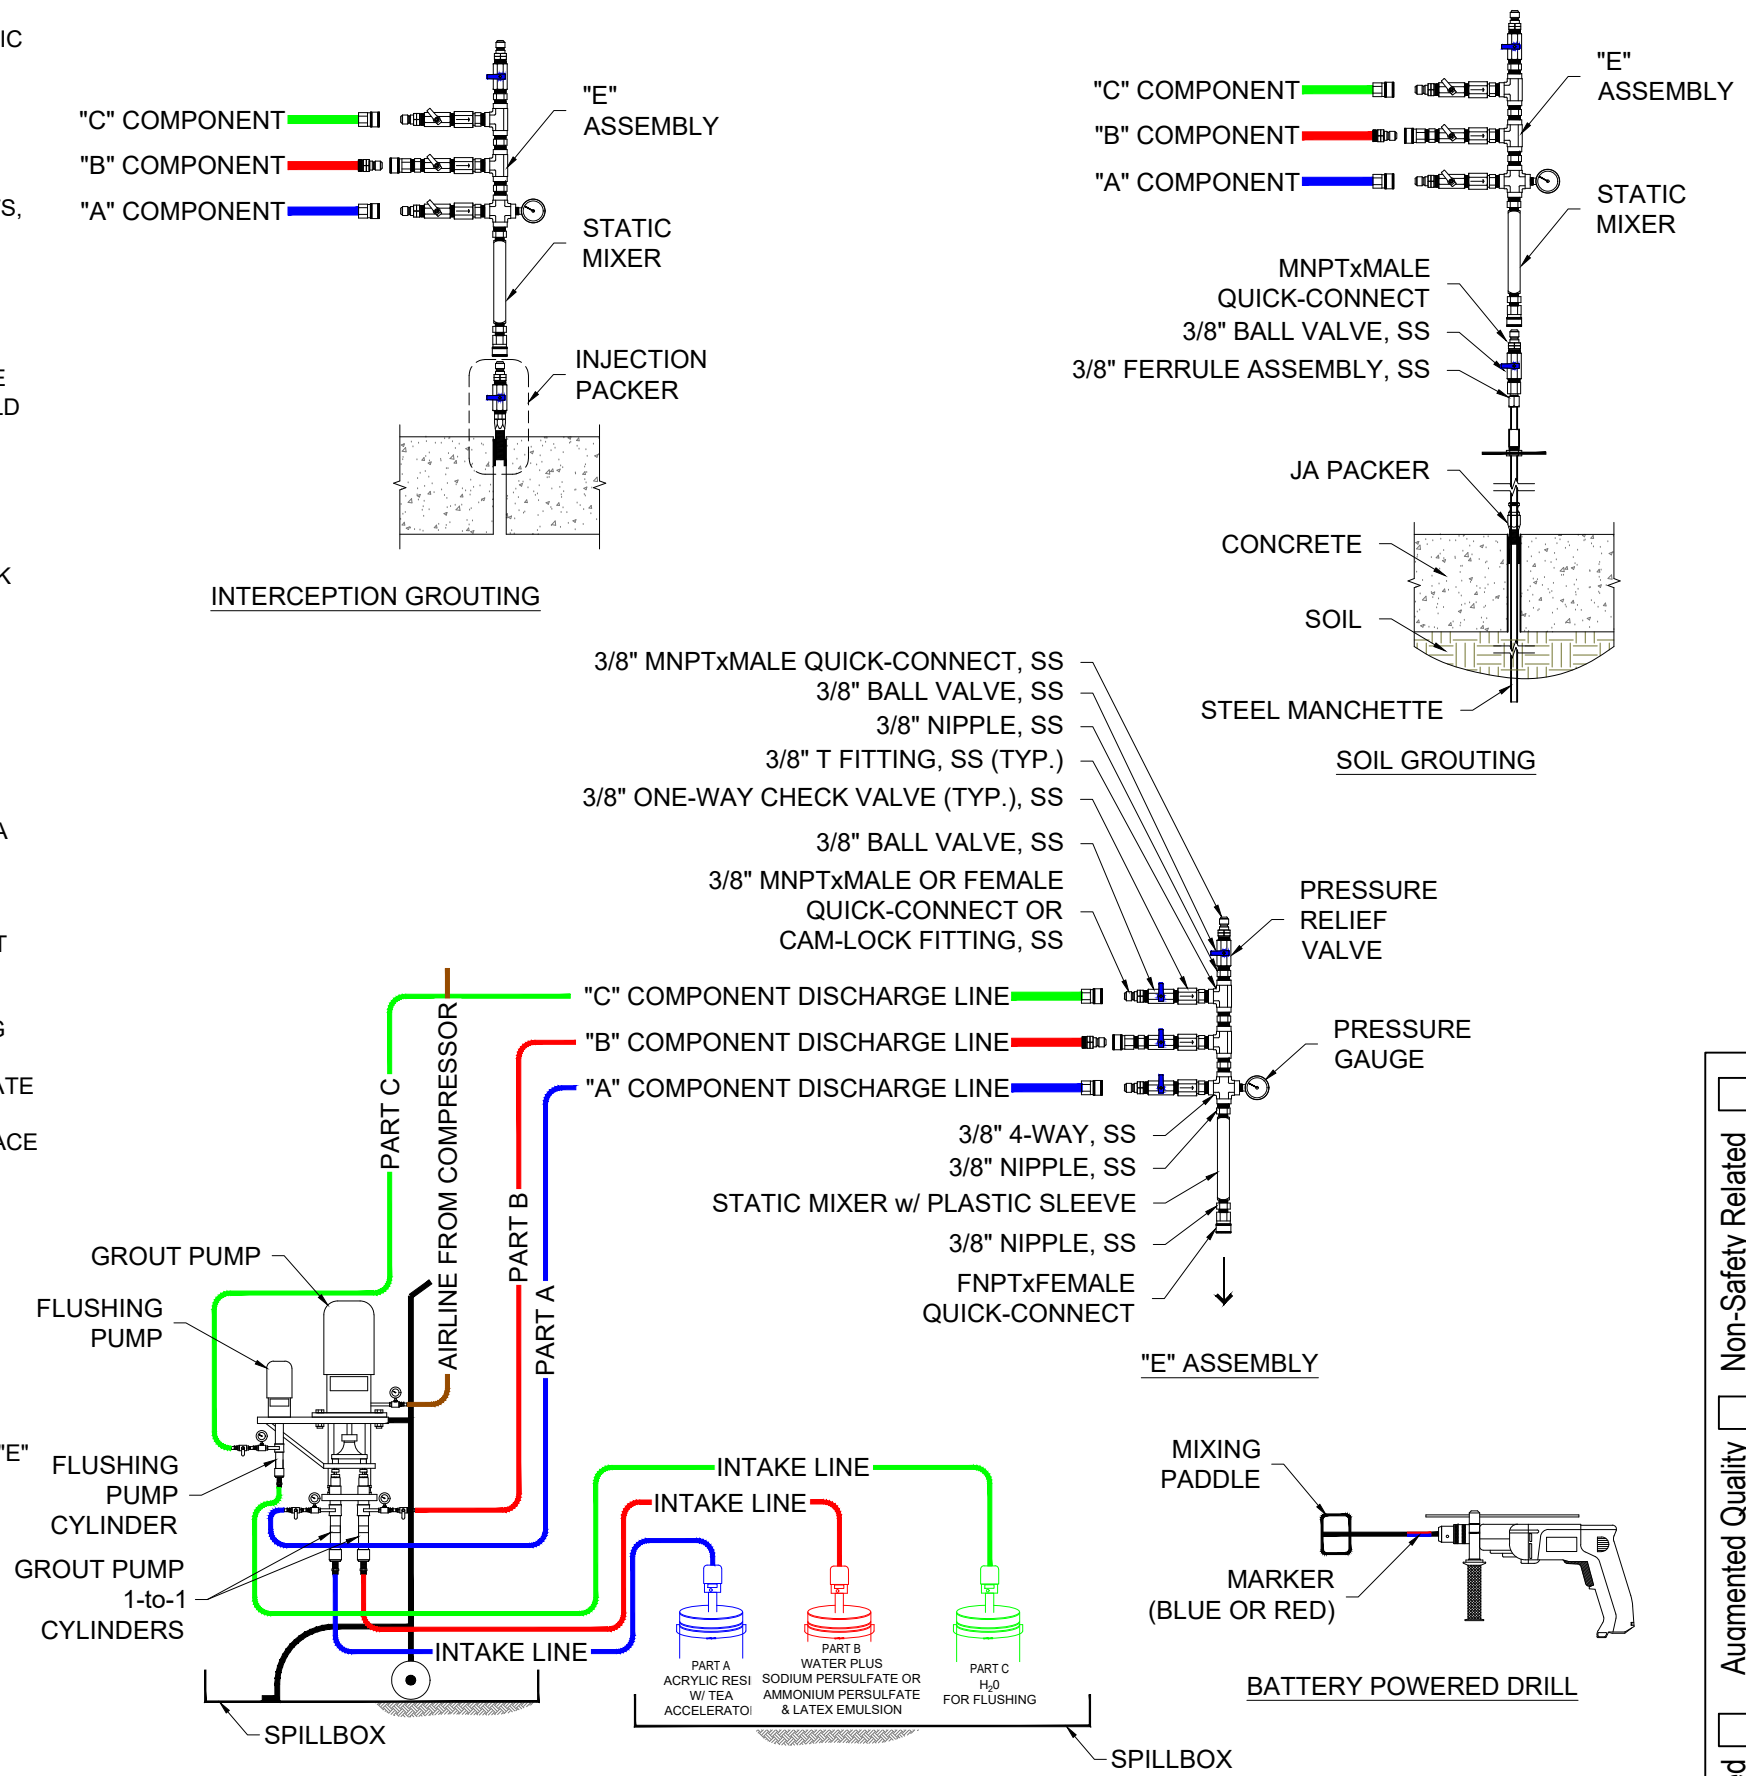 IC
S,
E
LD
K
A
T
G
ATE
ACE
"E"
"C" COMPONENT
"B" COMPONENT
"A" COMPONENT
"E"
ASSEMBLY
STATIC
MIXER
INJECTION
PACKER
INTERCEPTION GROUTING
"C" COMPONENT
"B" COMPONENT
"A" COMPONENT
"E"
ASSEMBLY
STATIC
MIXER
MNPTxMALE
QUICK-CONNECT
3/8" BALL VALVE, SS
3/8" FERRULE ASSEMBLY, SS
JA PACKER
CONCRETE
SOIL
STEEL MANCHETTE
SOIL GROUTING
3/8" MNPTxMALE QUICK-CONNECT, SS
3/8" BALL VALVE, SS
3/8" NIPPLE, SS
3/8" T FITTING, SS (TYP.)
3/8" ONE-WAY CHECK VALVE (TYP.), SS
3/8" BALL VALVE, SS
3/8" MNPTxMALE OR FEMALE
QUICK-CONNECT OR
CAM-LOCK FITTING, SS
PRESSURE
RELIEF
VALVE
"C" COMPONENT DISCHARGE LINE
"B" COMPONENT DISCHARGE LINE
"A" COMPONENT DISCHARGE LINE
PRESSURE
GAUGE
3/8" 4-WAY, SS
3/8" NIPPLE, SS
STATIC MIXER w/ PLASTIC SLEEVE
3/8" NIPPLE, SS
FNPTxFEMALE
QUICK-CONNECT
"E" ASSEMBLY
PART C
AIRLINE FROM COMPRESSOR
PART B
PART A
GROUT PUMP
FLUSHING
PUMP
FLUSHING
PUMP
CYLINDER
GROUT PUMP
1-to-1
CYLINDERS
INTAKE LINE
INTAKE LINE
INTAKE LINE
PART A
ACRYLIC RESI
W/ TEA
ACCELERATO
PART B
WATER PLUS
SODIUM PERSULFATE OR
AMMONIUM PERSULFATE
& LATEX EMULSION
PART C
H₂0
FOR FLUSHING
SPILLBOX
SPILLBOX
MIXING
PADDLE
MARKER
(BLUE OR RED)
BATTERY POWERED DRILL
Non-Safety Related
Augmented Quality
ed